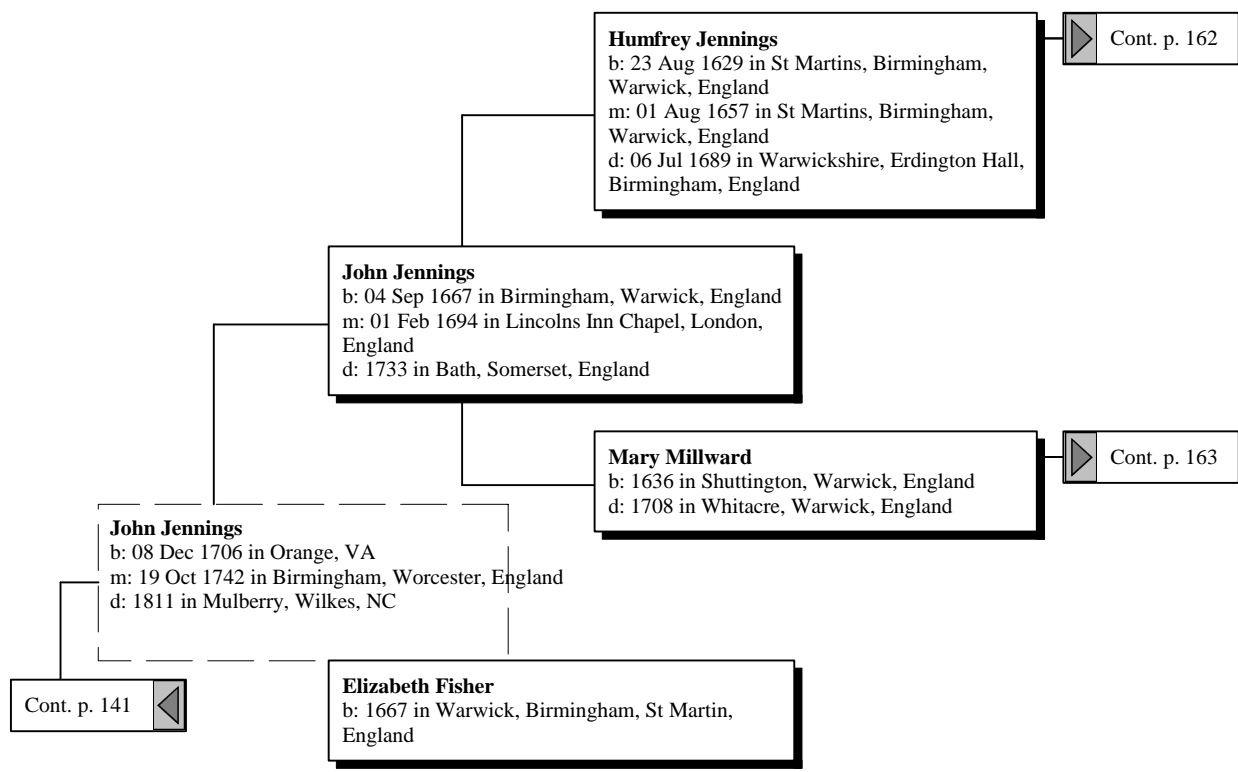 Humfrey Jennings
b: 23 Aug 1629 in St Martins, Birmingham,
Warwick, England
m: 01 Aug 1657 in St Martins, Birmingham,
Warwick, England
d: 06 Jul 1689 in Warwickshire, Erdington Hall,
Birmingham, England
Cont. p. 162
John Jennings
b: 04 Sep 1667 in Birmingham, Warwick, England
m: 01 Feb 1694 in Lincolns Inn Chapel, London,
England
d: 1733 in Bath, Somerset, England
Mary Millward
b: 1636 in Shuttington, Warwick, England
d: 1708 in Whitacre, Warwick, England
Cont. p. 163
John Jennings
b: 08 Dec 1706 in Orange, VA
m: 19 Oct 1742 in Birmingham, Worcester, England
d: 1811 in Mulberry, Wilkes, NC
Cont. p. 141
Elizabeth Fisher
b: 1667 in Warwick, Birmingham, St Martin,
England